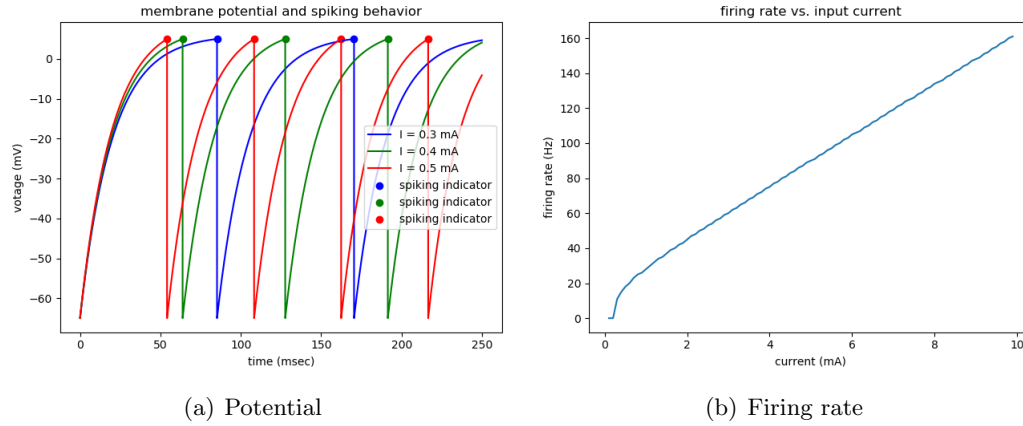 membrane potential and spiking behavior
votage (mV)
0
−10
−20
−30
−40
−50
−60
I = 0.3 mA
I = 0.4 mA
I = 0.5 mA
spiking indicator
spiking indicator
spiking indicator
0
50
100
150
200
250
time (msec)
(a) Potential
firing rate vs. input current
firing rate (Hz)
160
140
120
100
80
60
40
20
0
0
2
4
6
8
10
current (mA)
(b) Firing rate